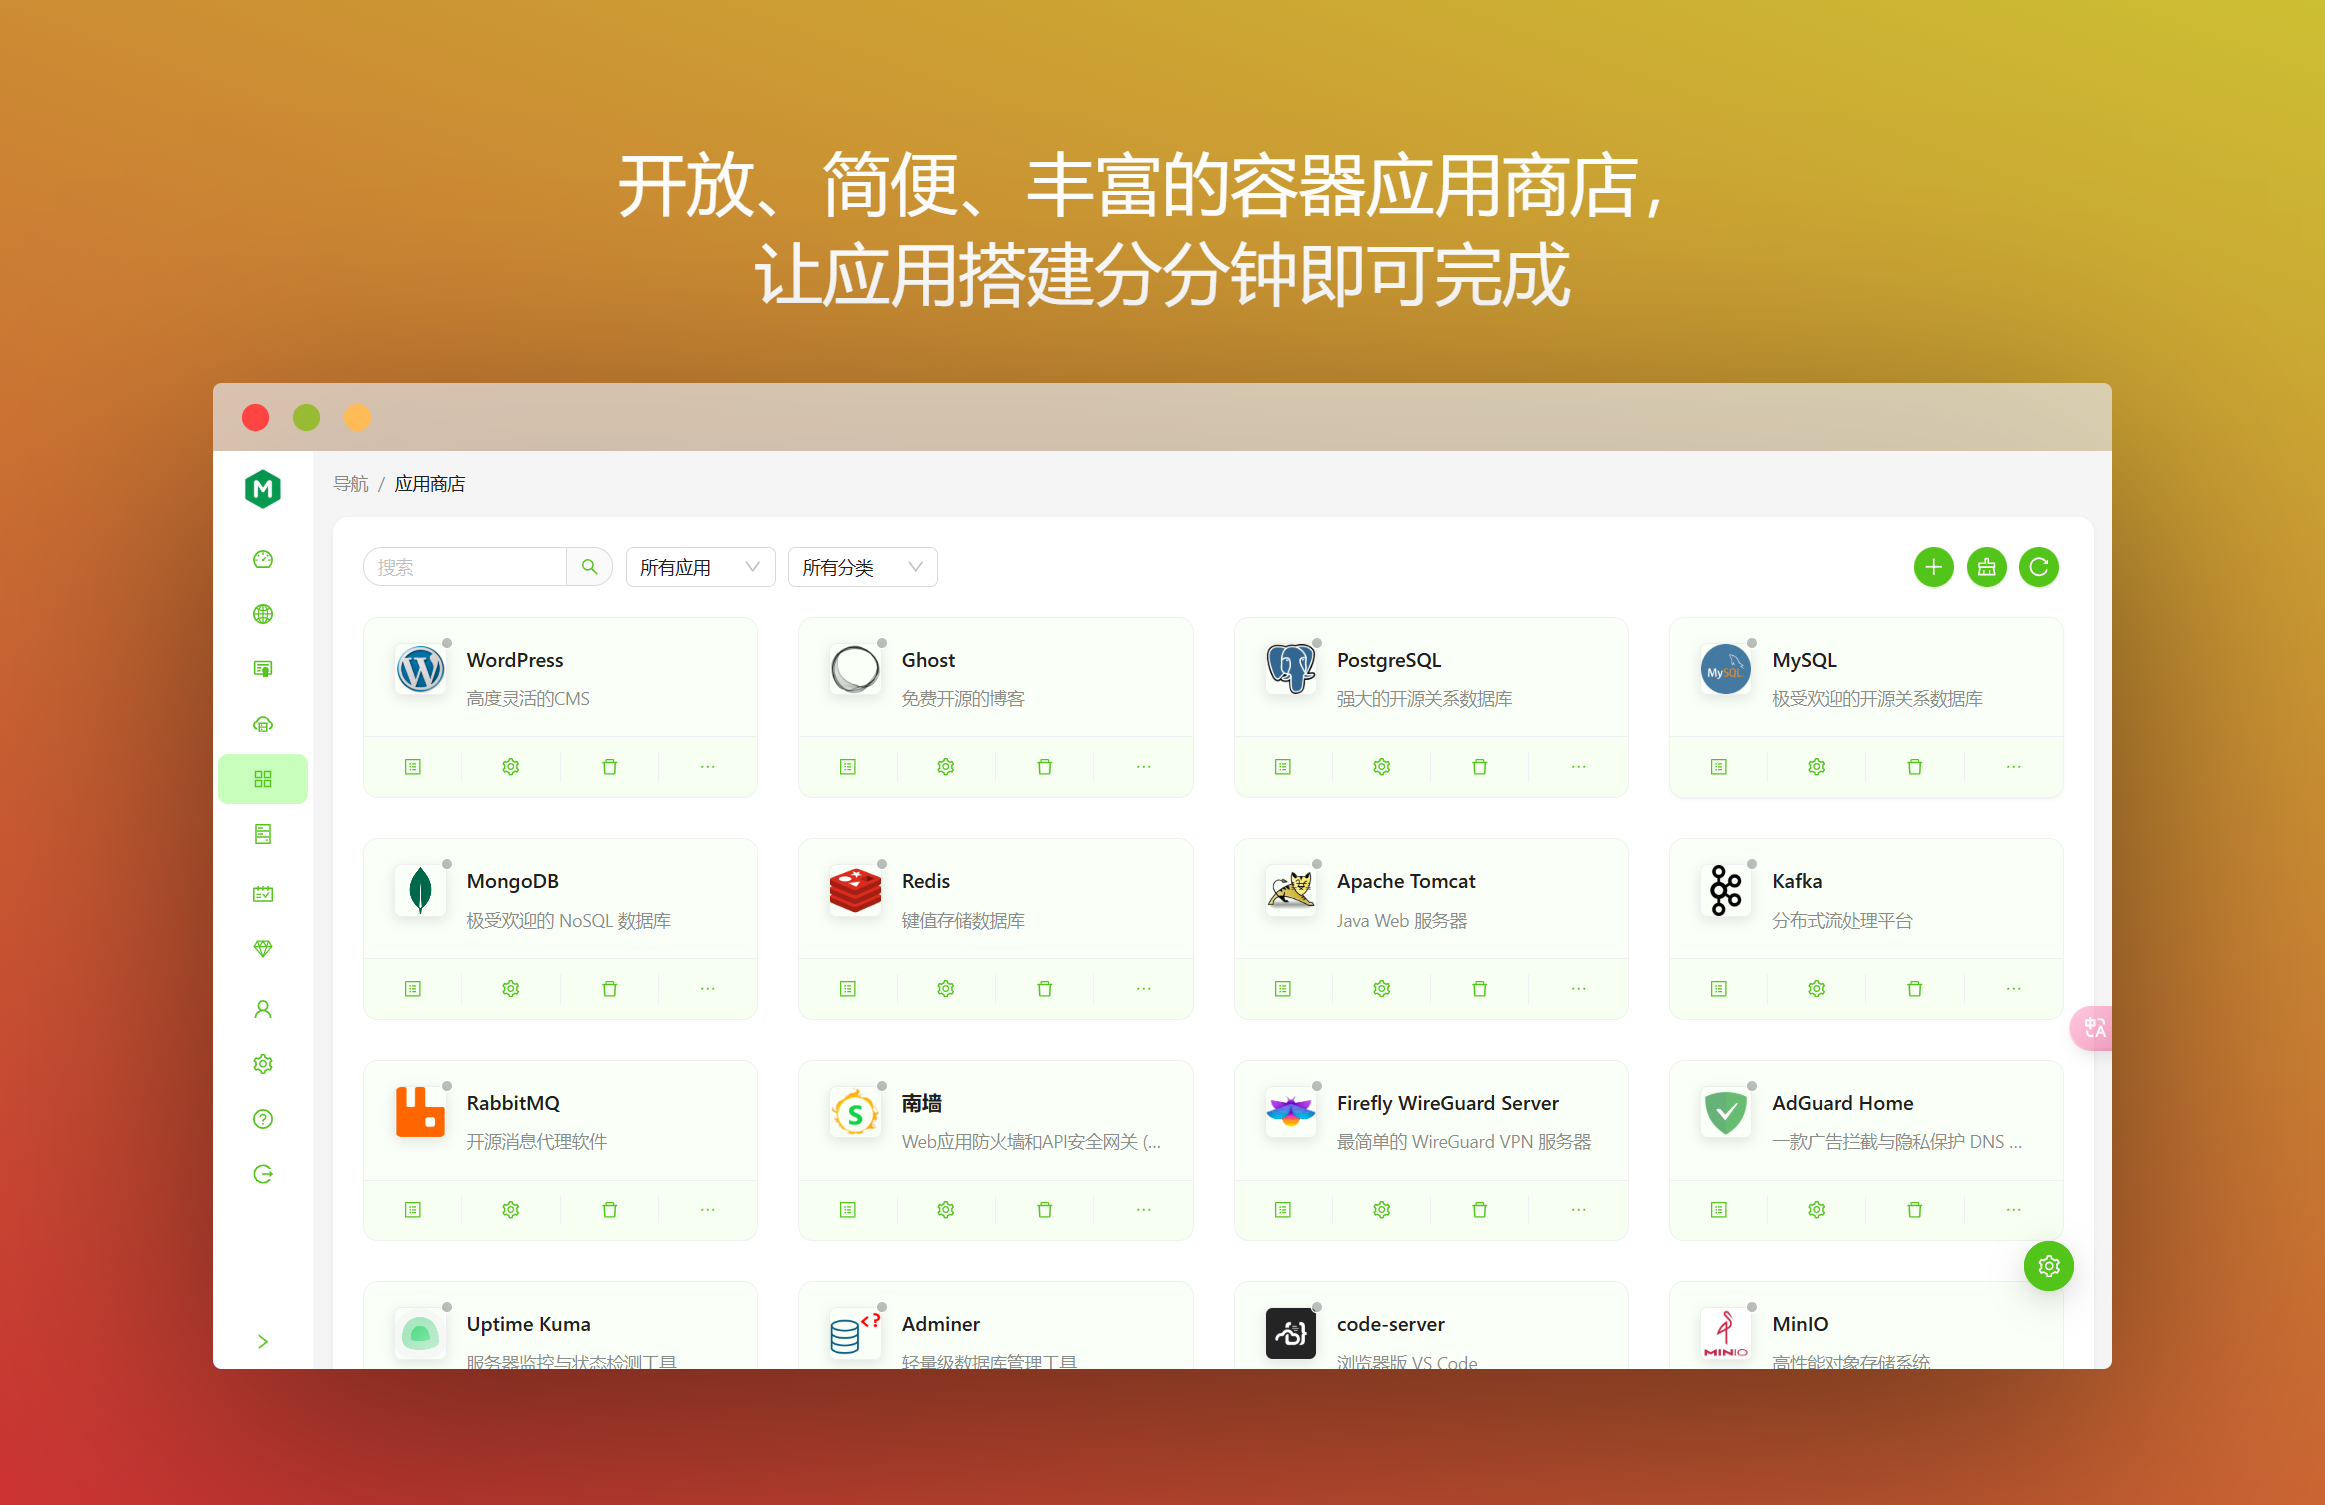 开放、简便、丰富的容器应用商店，
让应用搭建分分钟即可完成
M
导航 / 应用商店
搜索
所有应用
所有分类
WordPress
高度灵活的CMS
Ghost
免费开源的博客
PostgreSQL
强大的开源关系数据库
MySQL
MySQL
极受欢迎的开源关系数据库
MongoDB
极受欢迎的 NoSQL 数据库
Redis
键值存储数据库
Apache Tomcat
Java Web 服务器
Kafka
分布式流处理平台
中A
RabbitMQ
开源消息代理软件
S
南墙
Web应用防火墙和API安全网关 (...
Firefly WireGuard Server
最简单的 WireGuard VPN 服务器
AdGuard Home
一款广告拦截与隐私保护 DNS ...
Uptime Kuma
服务器监控与状态检测工具
<?
Adminer
轻量级数据库管理工具
code-server
浏览器版 VS Code
MINIO
MinIO
高性能对象存储系统